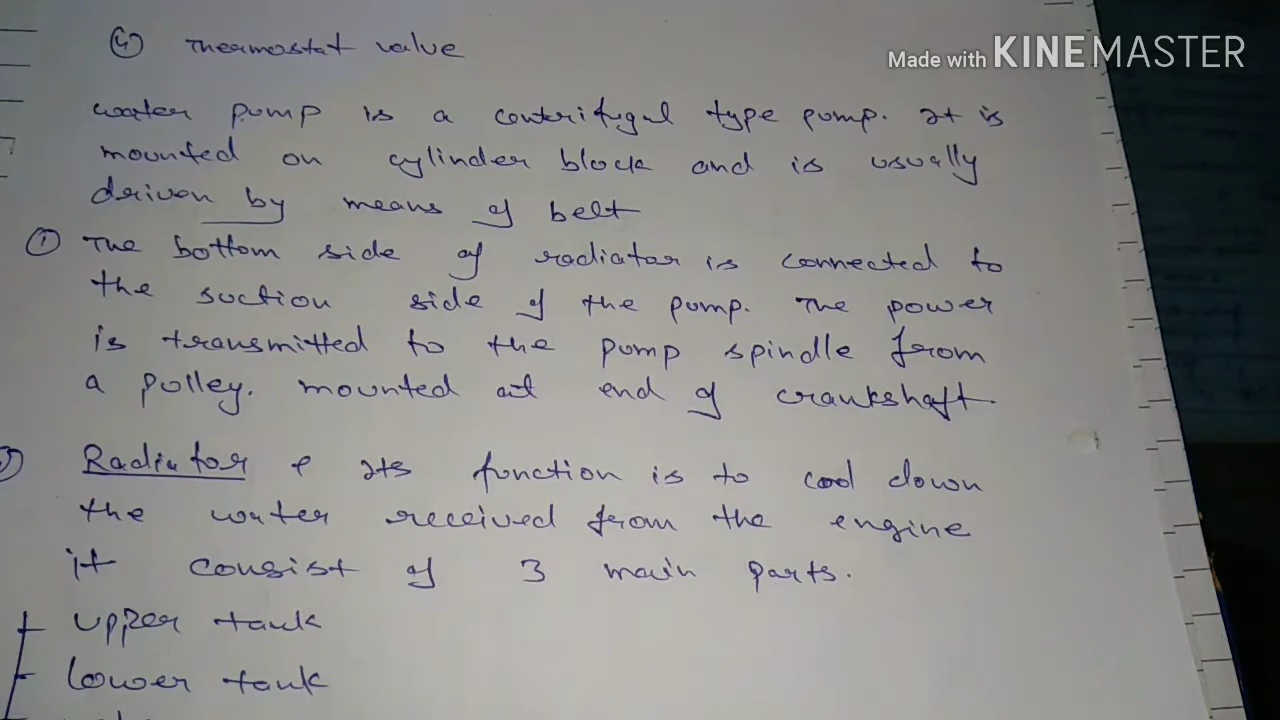 ④ Thermostat value
Made with KINEMASTER
water pump is a centrifugal type pump. It is
mounted on cylinder block and is usually
driven by means of belt
① The bottom side of radiator is connected to
the suction side of the pump. The power
is transmitted to the pump spindle from
a pulley. mounted at end of crankshaft.
Radiator its function is to cool down
the water received from the engine
it consist of 3 main parts.
upper tank
lower tank